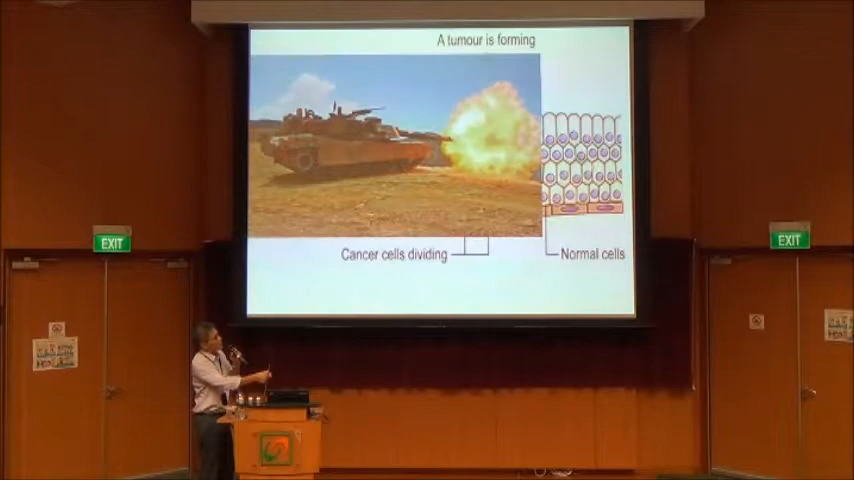 A tumour is forming
Cancer cells dividing
Normal cells
EXIT
EXIT